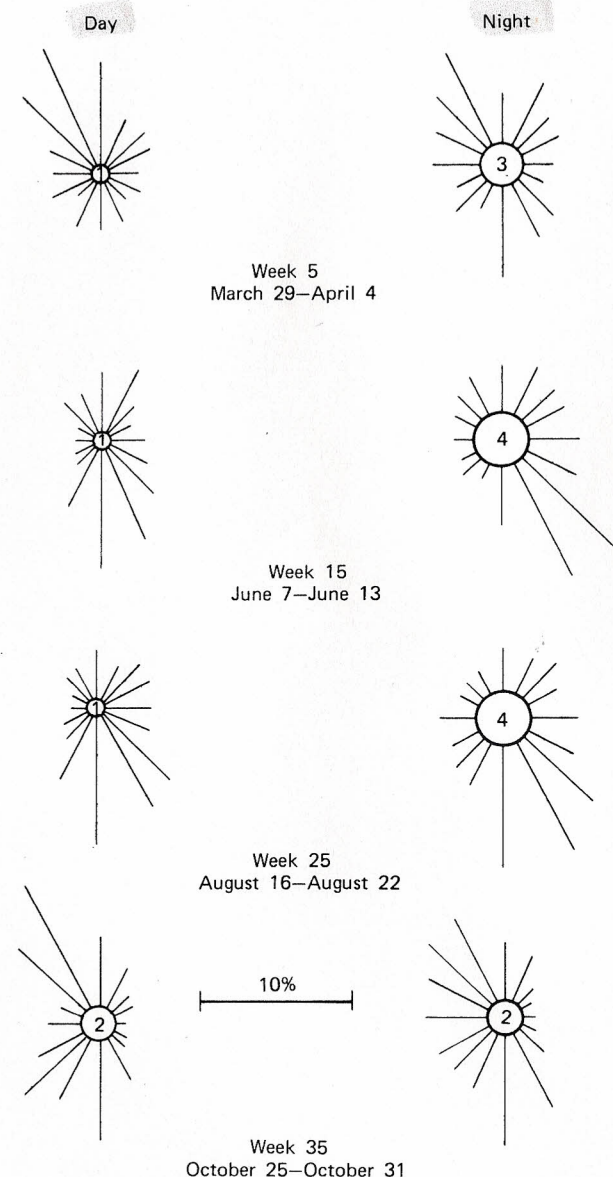 Day
Night
1
3
Week 5
March 29—April 4
1
4
Week 15
June 7—June 13
1
4
Week 25
August 16—August 22
10%
2
2
Week 35
October 25—October 31